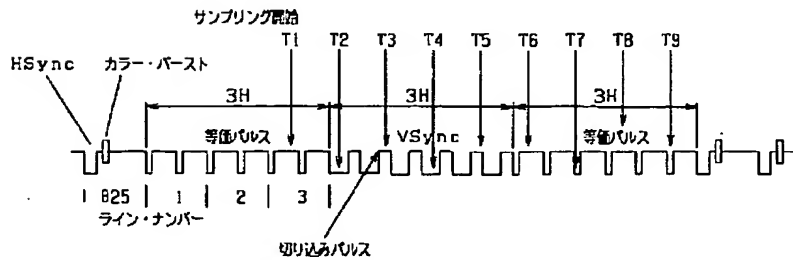 サンプリング開始
T1 T2 T3 T4 T5 T6 T7 T8 T9
HSync カラー・バースト
3H 3H 3H
等価パルス VSync 等価パルス
825 1 2 3
ライン・ナンバー
切り込みパルス